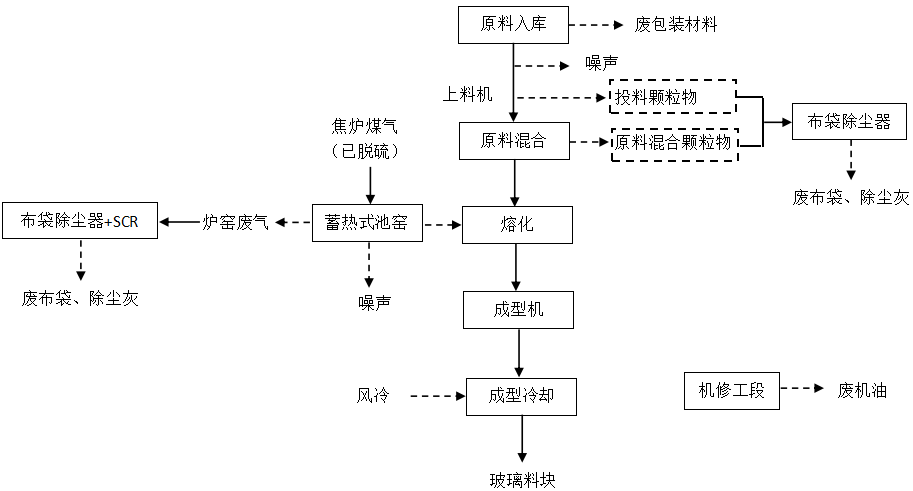 原料入库
废包装材料
噪声
上料机
投料颗粒物
布袋除尘器
焦炉煤气
（已脱硫）
原料混合
原料混合颗粒物
废布袋、除尘灰
布袋除尘器+SCR
炉窑废气
蓄热式池窑
熔化
废布袋、除尘灰
噪声
成型机
风冷
成型冷却
机修工段
废机油
玻璃料块